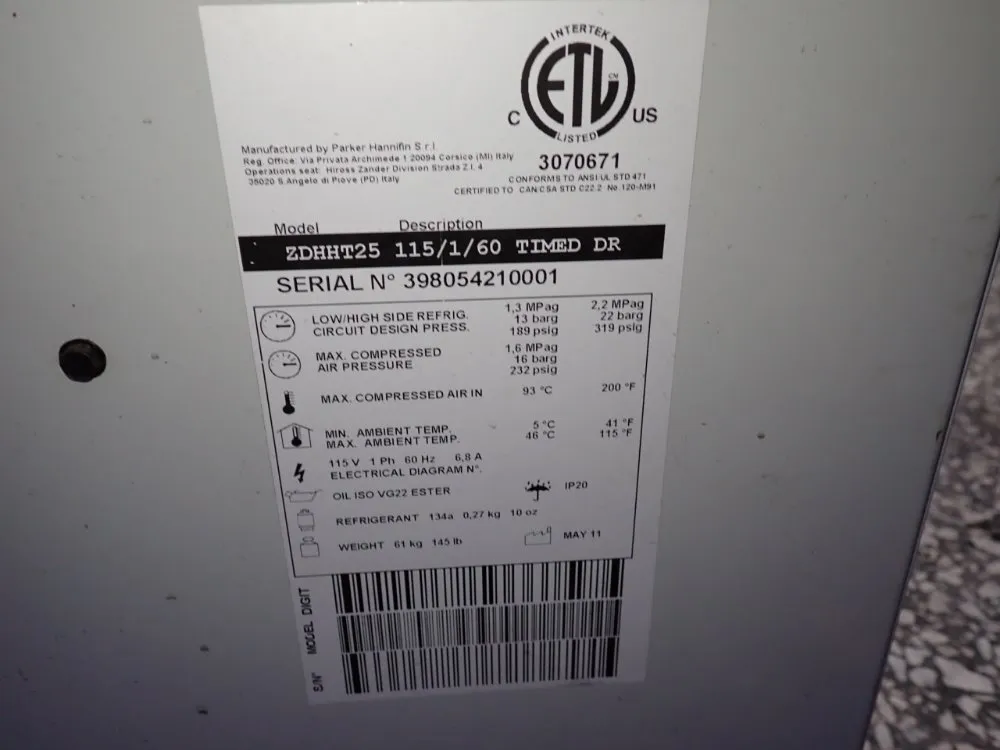 INTERTEK
ETL CM
C US
LISTED
3070671
CONFORMS TO ANSI/UL STD 471
CERTIFIED TO CAN/CSA STD C22.2 No.120-M91
Manufactured by Parker Hannifin S.r.l.
Reg. Office: Via Privata Archimede 1 20094 Corsico (MI) Italy
Operations seat: Hiross Zander Division Strada Z.I. 4
35020 S.Angelo di Piove (PD) Italy
Model Description
ZDHHT25 115/1/60 TIMED DR
SERIAL N° 398054210001
LOW/HIGH SIDE REFRIG. CIRCUIT DESIGN PRESS.
1,3 MPag 2,2 MPag
13 barg 22 barg
189 psig 319 psig
MAX. COMPRESSED AIR PRESSURE
1,6 MPag
16 barg
232 psig
MAX. COMPRESSED AIR IN 93 °C 200 °F
MIN. AMBIENT TEMP. 5 °C 41 °F
MAX. AMBIENT TEMP. 46 °C 115 °F
115 V 1 Ph 60 Hz 6,8 A
ELECTRICAL DIAGRAM N°.
OIL ISO VG22 ESTER IP20
REFRIGERANT 134a 0,27 kg 10 oz
WEIGHT 61 kg 145 lb MAY 11
S/N° MODEL DIGIT